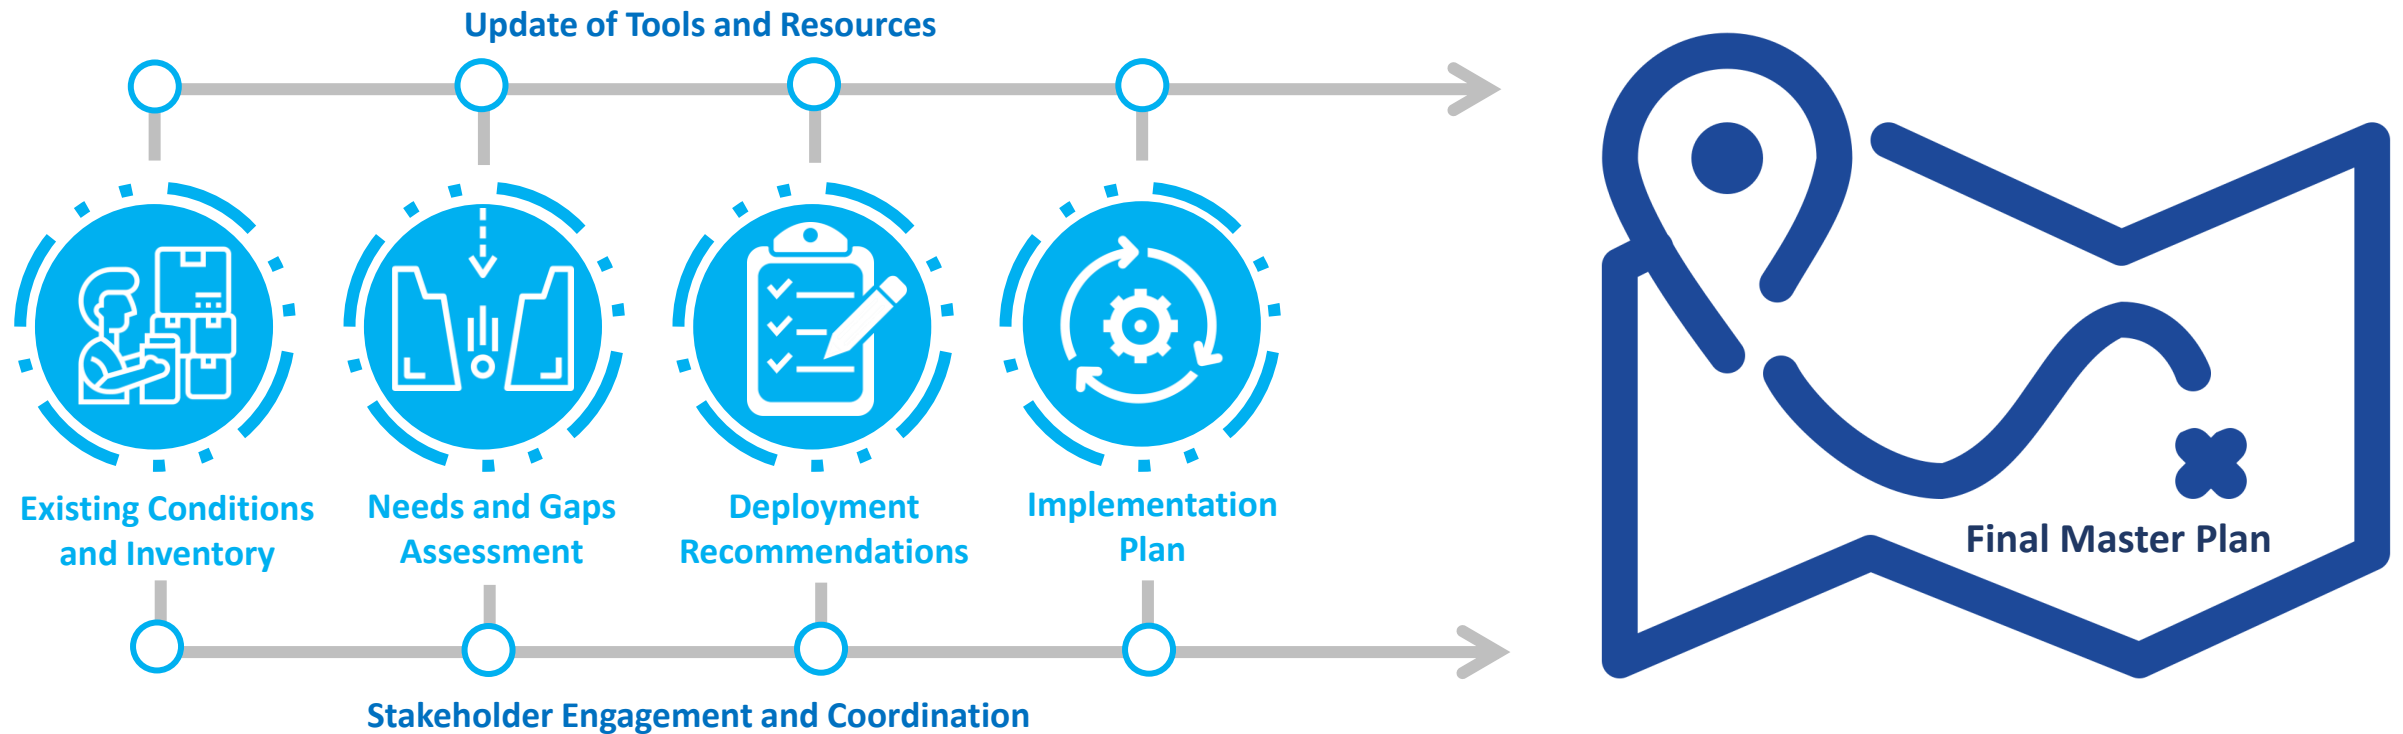 Update of Tools and Resources
Existing Conditions
and Inventory
Needs and Gaps
Assessment
Deployment
Recommendations
Implementation
Plan
Final Master Plan
Stakeholder Engagement and Coordination